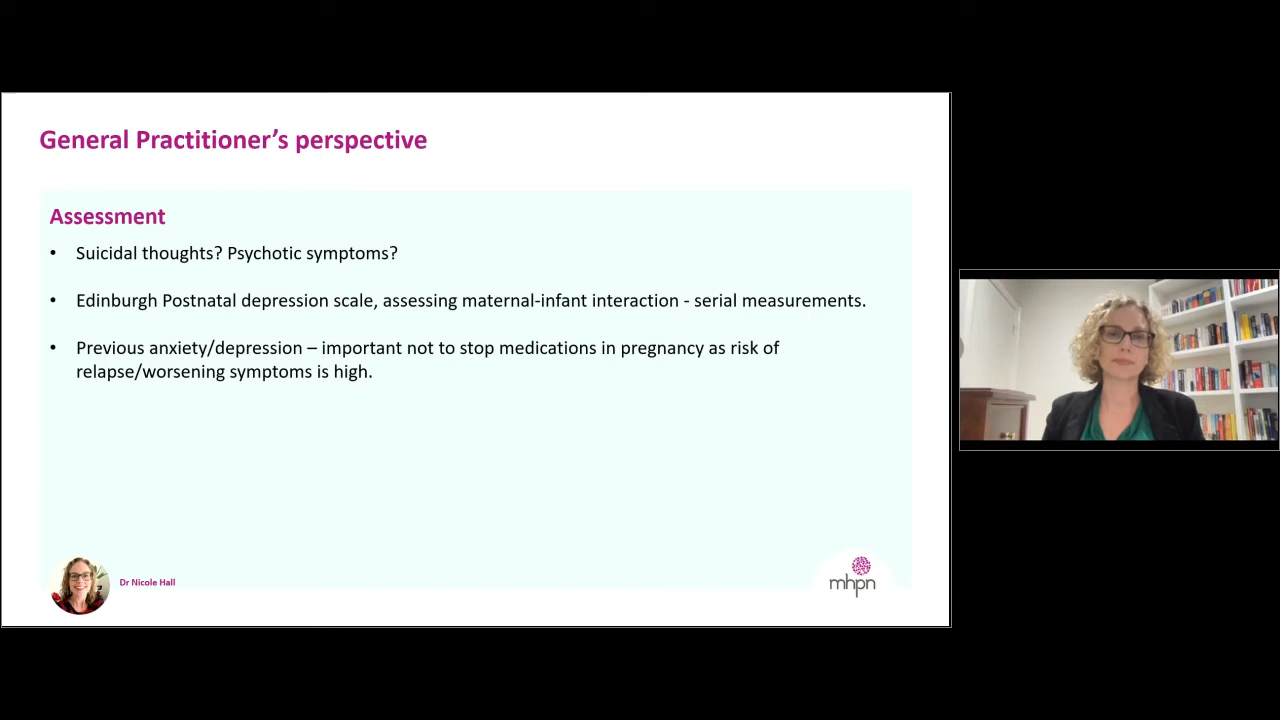 General Practitioner’s perspective
Assessment
• Suicidal thoughts? Psychotic symptoms?
• Edinburgh Postnatal depression scale, assessing maternal-infant interaction - serial measurements.
• Previous anxiety/depression – important not to stop medications in pregnancy as risk of
relapse/worsening symptoms is high.
Dr Nicole Hall
mhpn